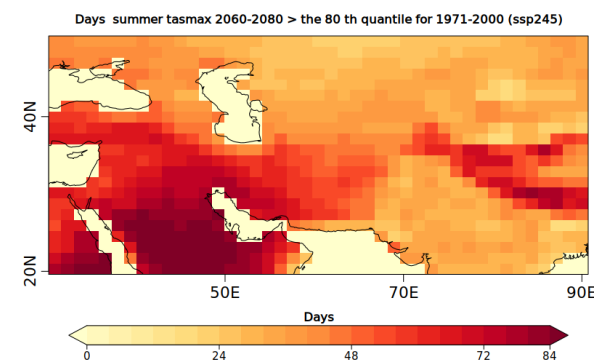 Days  summer tasmax 2060-2080 > the 80 th quantile for 1971-2000 (ssp245)
40N
20N
50E
70E
90E
Days
0
24
48
72
84